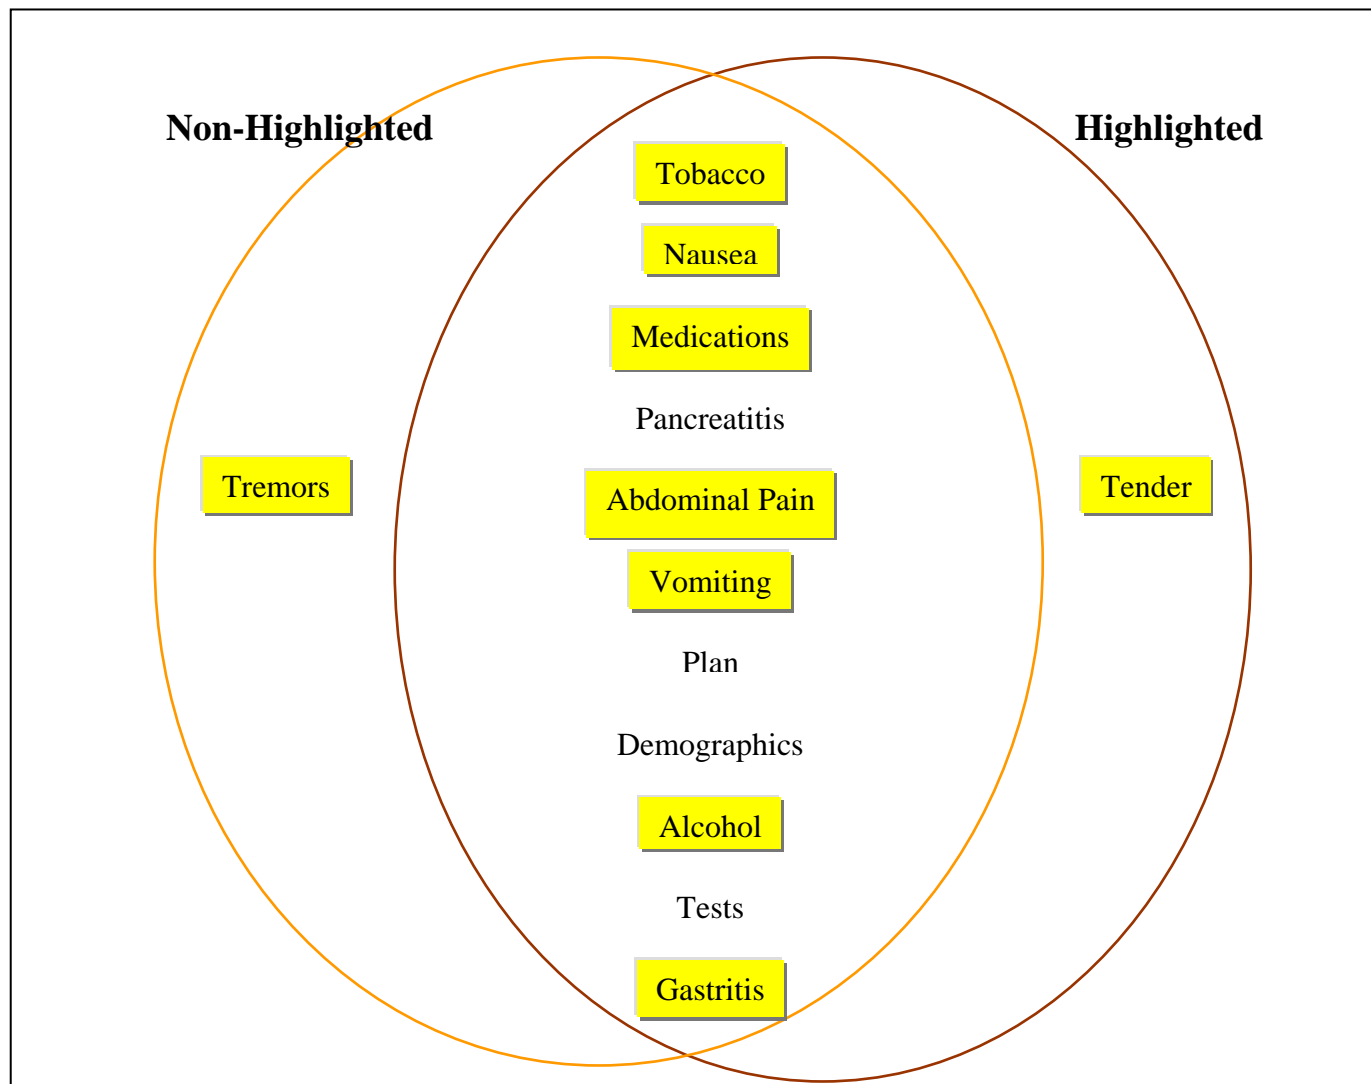 Non-Highlighted
Highlighted
Tobacco
Nausea
Medications
Pancreatitis
Tremors
Abdominal Pain
Tender
Vomiting
Plan
Demographics
Alcohol
Tests
Gastritis